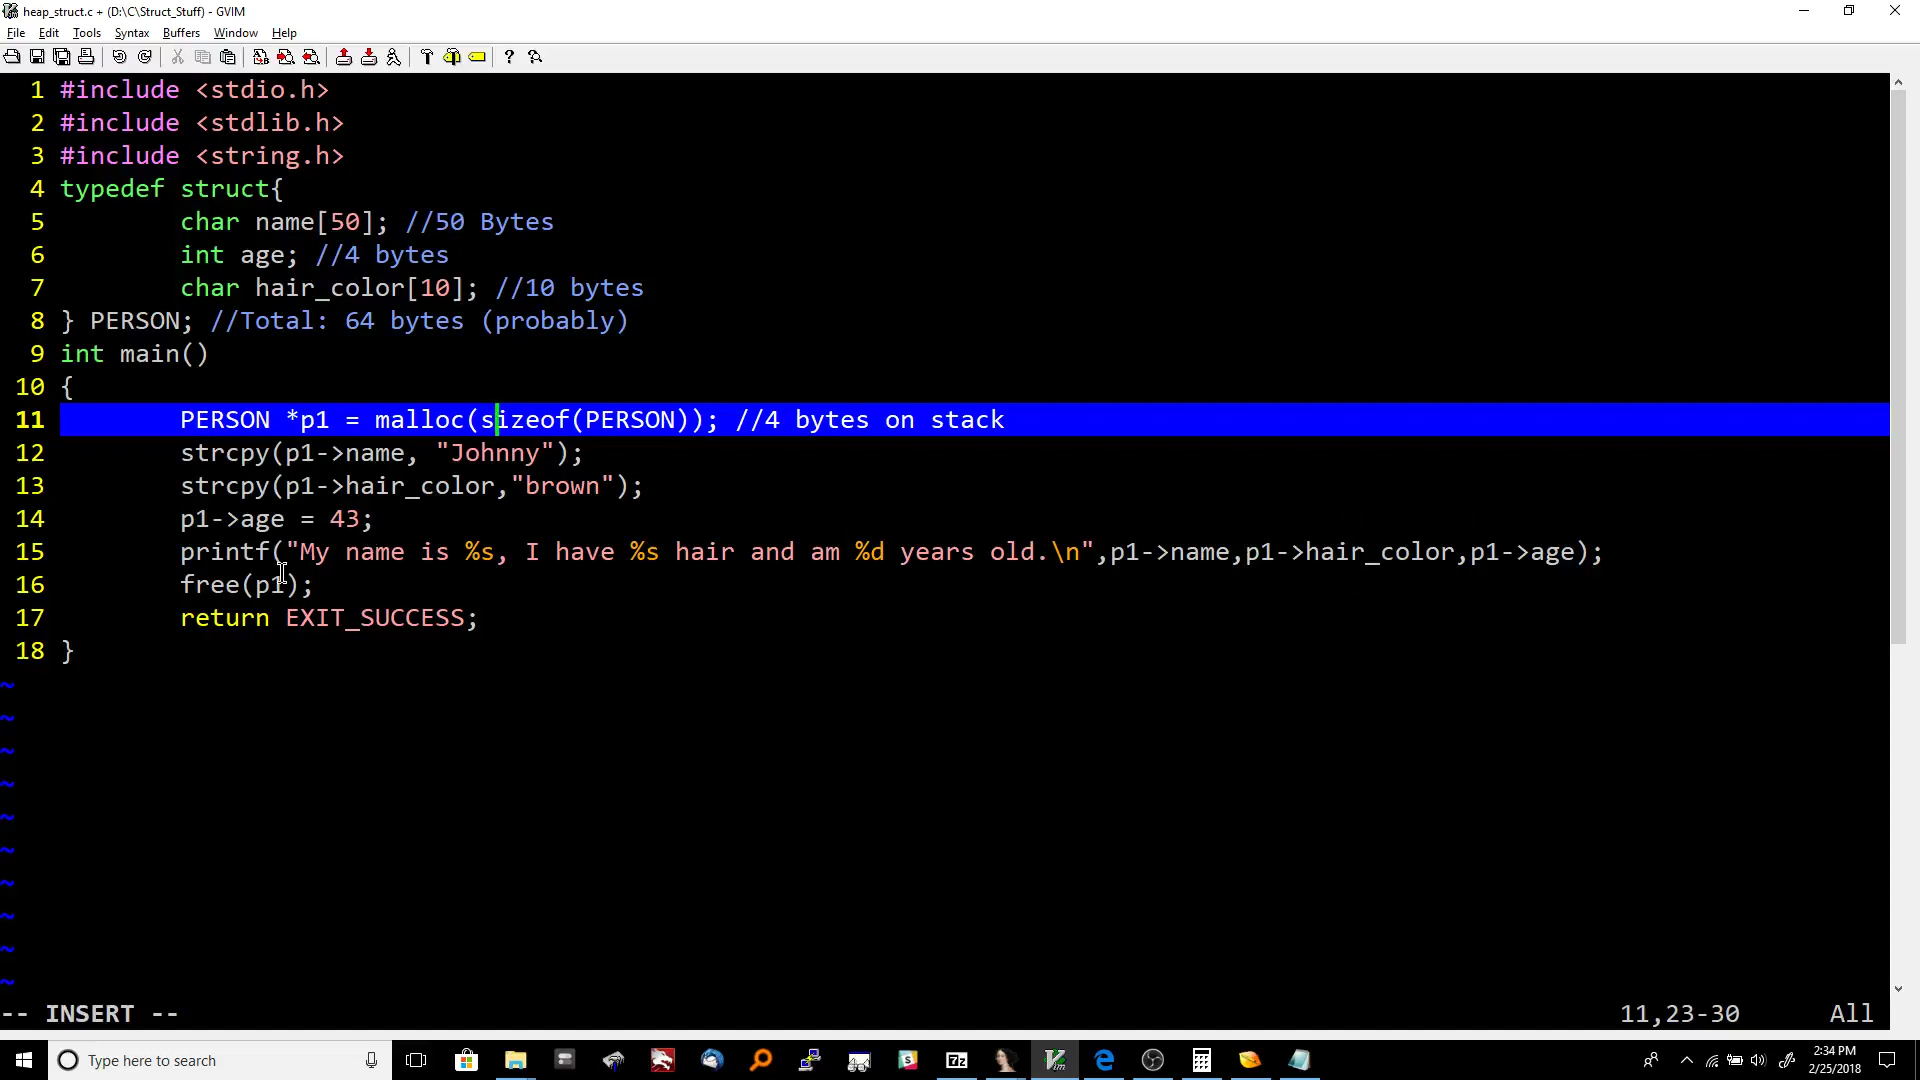 heap_struct.c + (D:\C\Struct_Stuff) - GVIM
File Edit Tools Syntax Buffers Window Help
1 #include <stdio.h>
2 #include <stdlib.h>
3 #include <string.h>
4 typedef struct{
5 char name[50]; //50 Bytes
6 int age; //4 bytes
7 char hair_color[10]; //10 bytes
8 } PERSON; //Total: 64 bytes (probably)
9 int main()
10 {
11 PERSON *p1 = malloc(sizeof(PERSON)); //4 bytes on stack
12 strcpy(p1->name, "Johnny");
13 strcpy(p1->hair_color,"brown");
14 p1->age = 43;
15 printf("My name is %s, I have %s hair and am %d years old.\n",p1->name,p1->hair_color,p1->age);
16 free(p1);
17 return EXIT_SUCCESS;
18 }
~
~
~
~
~
~
~
~
~
~
-- INSERT -- 11,23-30 All
Type here to search
7z
2:34 PM
2/25/2018